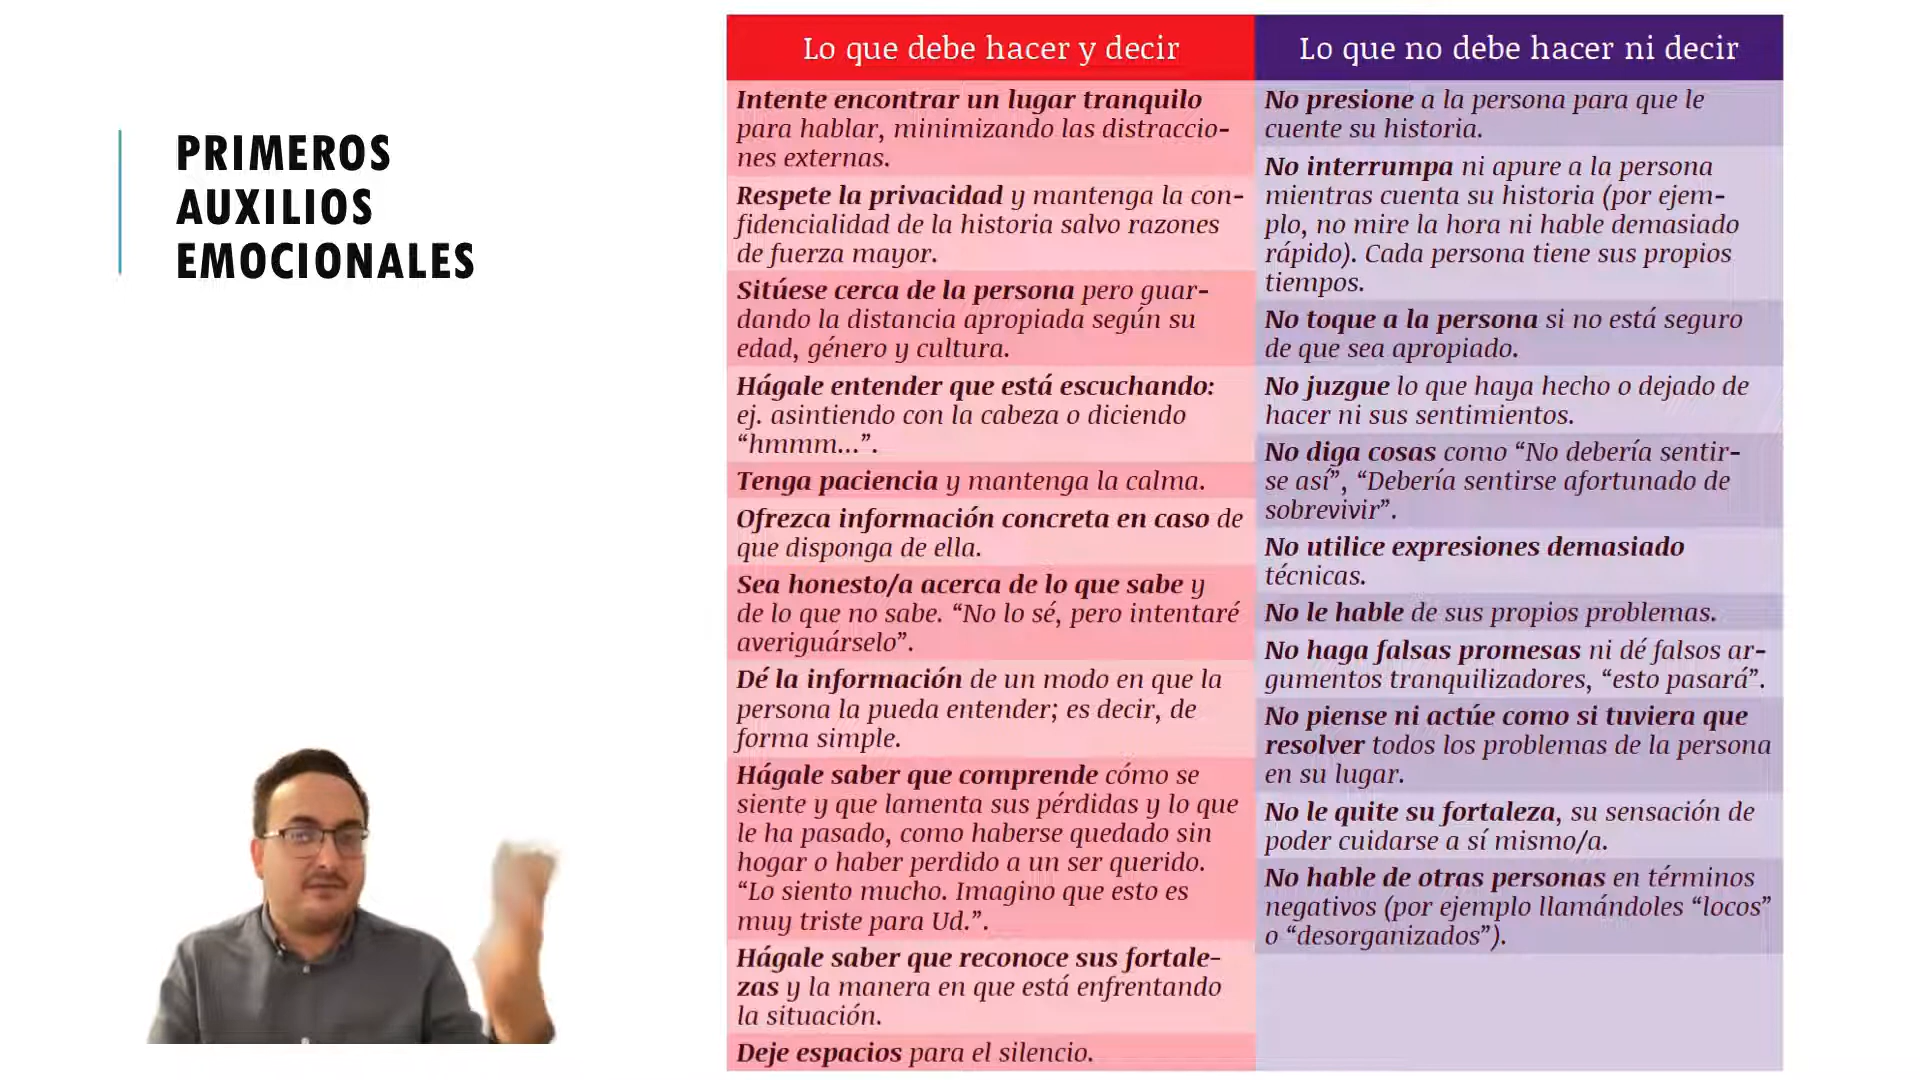 PRIMEROS
AUXILIOS
EMOCIONALES
Lo que debe hacer y decir
Intente encontrar un lugar tranquilo
para hablar, minimizando las distraccio-
nes externas.
Respete la privacidad y mantenga la con-
fidencialidad de la historia salvo razones
de fuerza mayor.
Sitúese cerca de la persona pero guar-
dando la distancia apropiada según su
edad, género y cultura.
Hágale entender que está escuchando:
ej. asintiendo con la cabeza o diciendo
“hmmm...”.
Tenga paciencia y mantenga la calma.
Ofrezca información concreta en caso de
que disponga de ella.
Sea honesto/a acerca de lo que sabe y
de lo que no sabe. “No lo sé, pero intentaré
averiguárselo”.
Dé la información de un modo en que la
persona la pueda entender; es decir, de
forma simple.
Hágale saber que comprende cómo se
siente y que lamenta sus pérdidas y lo que
le ha pasado, como haberse quedado sin
hogar o haber perdido a un ser querido.
“Lo siento mucho. Imagino que esto es
muy triste para Ud.”.
Hágale saber que reconoce sus fortale-
zas y la manera en que está enfrentando
la situación.
Deje espacios para el silencio.
Lo que no debe hacer ni decir
No presione a la persona para que le
cuente su historia.
No interrumpa ni apure a la persona
mientras cuenta su historia (por ejem-
plo, no mire la hora ni hable demasiado
rápido). Cada persona tiene sus propios
tiempos.
No toque a la persona si no está seguro
de que sea apropiado.
No juzgue lo que haya hecho o dejado de
hacer ni sus sentimientos.
No diga cosas como “No debería sentir-
se así”, “Debería sentirse afortunado de
sobrevivir”.
No utilice expresiones demasiado
técnicas.
No le hable de sus propios problemas.
No haga falsas promesas ni dé falsos ar-
gumentos tranquilizadores, “esto pasará”.
No piense ni actúe como si tuviera que
resolver todos los problemas de la persona
en su lugar.
No le quite su fortaleza, su sensación de
poder cuidarse a sí mismo/a.
No hable de otras personas en términos
negativos (por ejemplo llamándoles “locos”
o “desorganizados”).